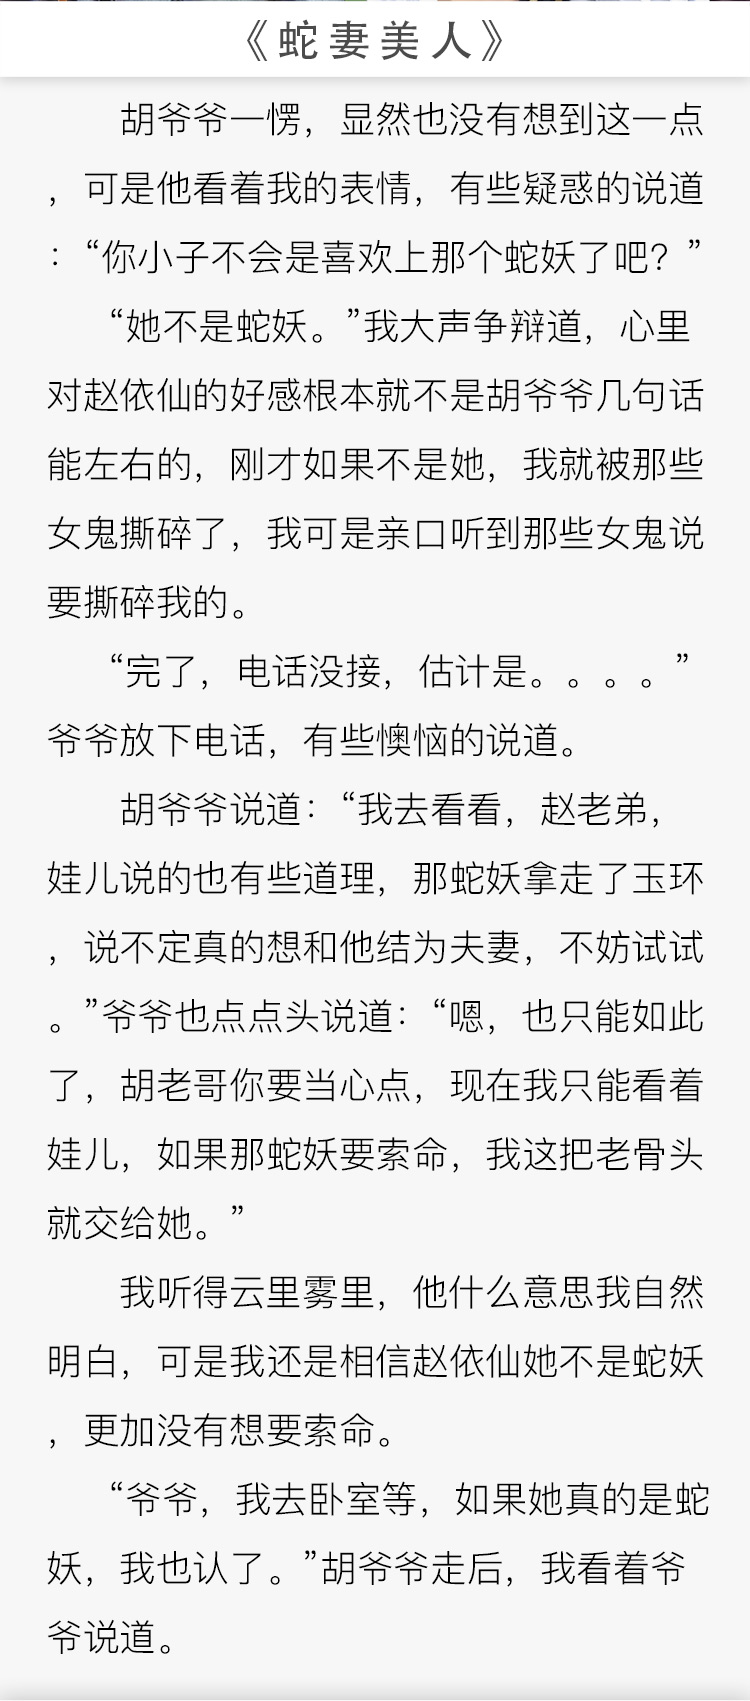 《蛇妻美人》
胡爷爷一愣，显然也没有想到这一点
，可是他看着我的表情，有些疑惑的说道
：“你小子不会是喜欢上那个蛇妖了吧？”
“她不是蛇妖。”我大声争辩道，心里
对赵依仙的好感根本就不是胡爷爷几句话
能左右的，刚才如果不是她，我就被那些
女鬼撕碎了，我可是亲口听到那些女鬼说
要撕碎我的。
“完了，电话没接，估计是。。。。”
爷爷放下电话，有些懊恼的说道。
胡爷爷说道：“我去看看，赵老弟，
娃儿说的也有些道理，那蛇妖拿走了玉环
，说不定真的想和他结为夫妻，不妨试试
。”爷爷也点点头说道：“嗯，也只能如此
了，胡老哥你要当心点，现在我只能看着
娃儿，如果那蛇妖要索命，我这把老骨头
就交给她。”
我听得云里雾里，他什么意思我自然
明白，可是我还是相信赵依仙她不是蛇妖
，更加没有想要索命。
“爷爷，我去卧室等，如果她真的是蛇
妖，我也认了。”胡爷爷走后，我看着爷
爷说道。